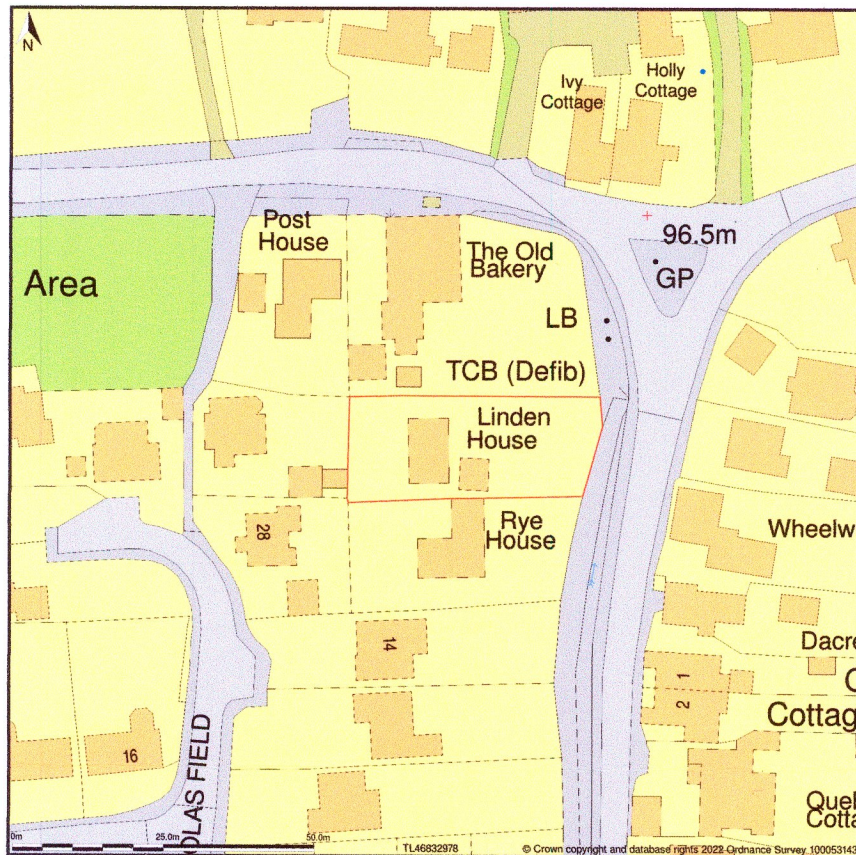 N
Ivy
Cottage
Holly
Cottage
Post
House
96.5m
The Old
Bakery
GP
Area
LB
TCB (Defib)
Linden
House
Rye
House
28
Wheelw
14
Dacre
1
2
C
Cottag
16
OLAS FIELD
Quel
Cotta
0m
25.0m
50.0m
TL46832978
© Crown copyright and database rights 2022 Ordnance Survey 100053143